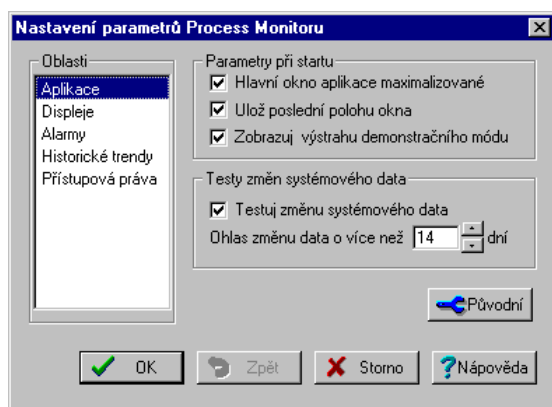 Nastavení parametrů Process Monitoru
Oblasti
Aplikace
Displeje
Alarmy
Historické trendy
Přístupová práva
Parametry při startu
Hlavní okno aplikace maximalizované
Ulož poslední polohu okna
Zobrazuj výstrahu demonstračního módu
Testy změn systémového data
Testuj změnu systémového data
Ohlas změnu data o více než 14 dní
Původní
OK
Zpět
Storno
Nápověda